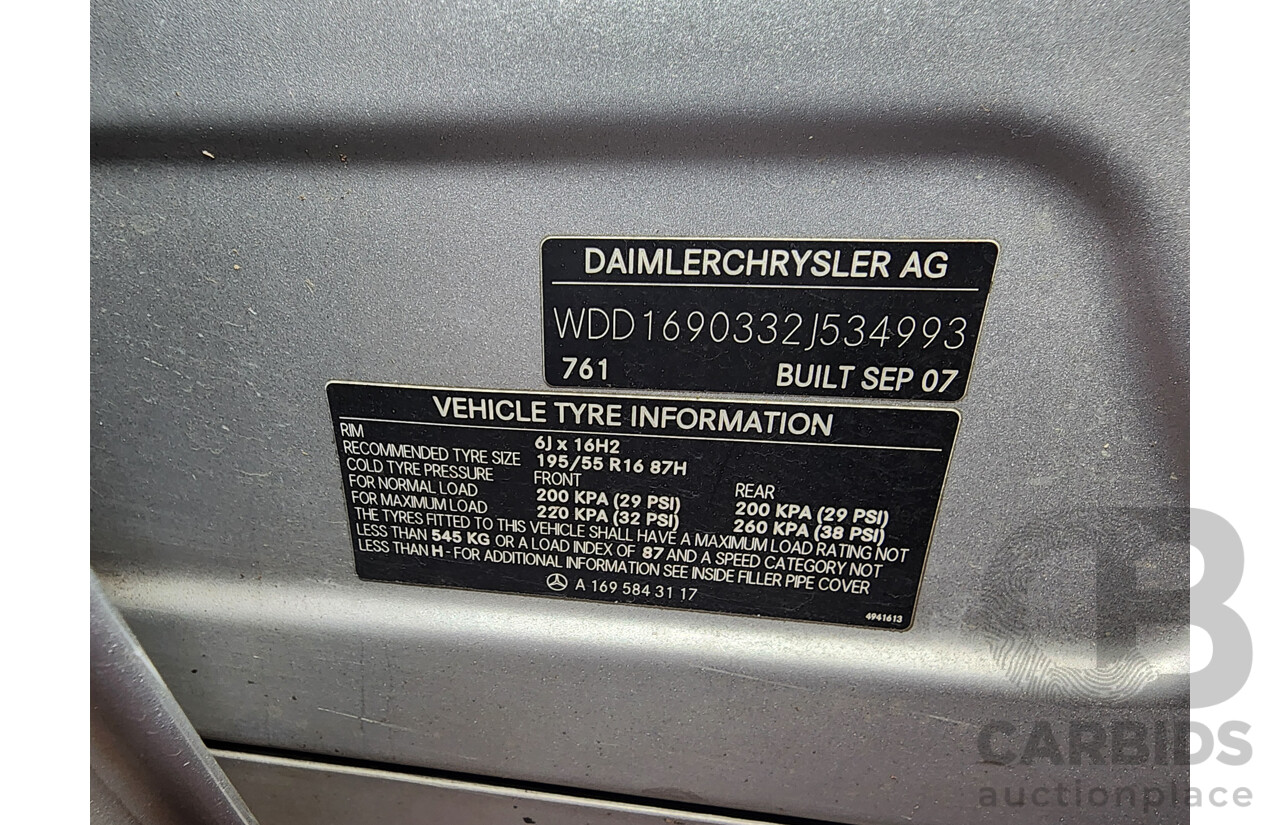 DAIMLERCHRYSLER AG
WDD1690332J534993
761 BUILT SEP 07
VEHICLE TYRE INFORMATION
RIM 6J x 16H2
RECOMMENDED TYRE SIZE 195/55 R16 87H
COLD TYRE PRESSURE FRONT REAR
FOR NORMAL LOAD 200 KPA (29 PSI) 200 KPA (29 PSI)
FOR MAXIMUM LOAD 220 KPA (32 PSI) 260 KPA (38 PSI)
THE TYRES FITTED TO THIS VEHICLE SHALL HAVE A MAXIMUM LOAD RATING NOT
LESS THAN 545 KG OR A LOAD INDEX OF 87 AND A SPEED CATEGORY NOT
LESS THAN H - FOR ADDITIONAL INFORMATION SEE INSIDE FILLER PIPE COVER
A 169 584 31 17
4941613
CB
CARBIDS
auctionplace